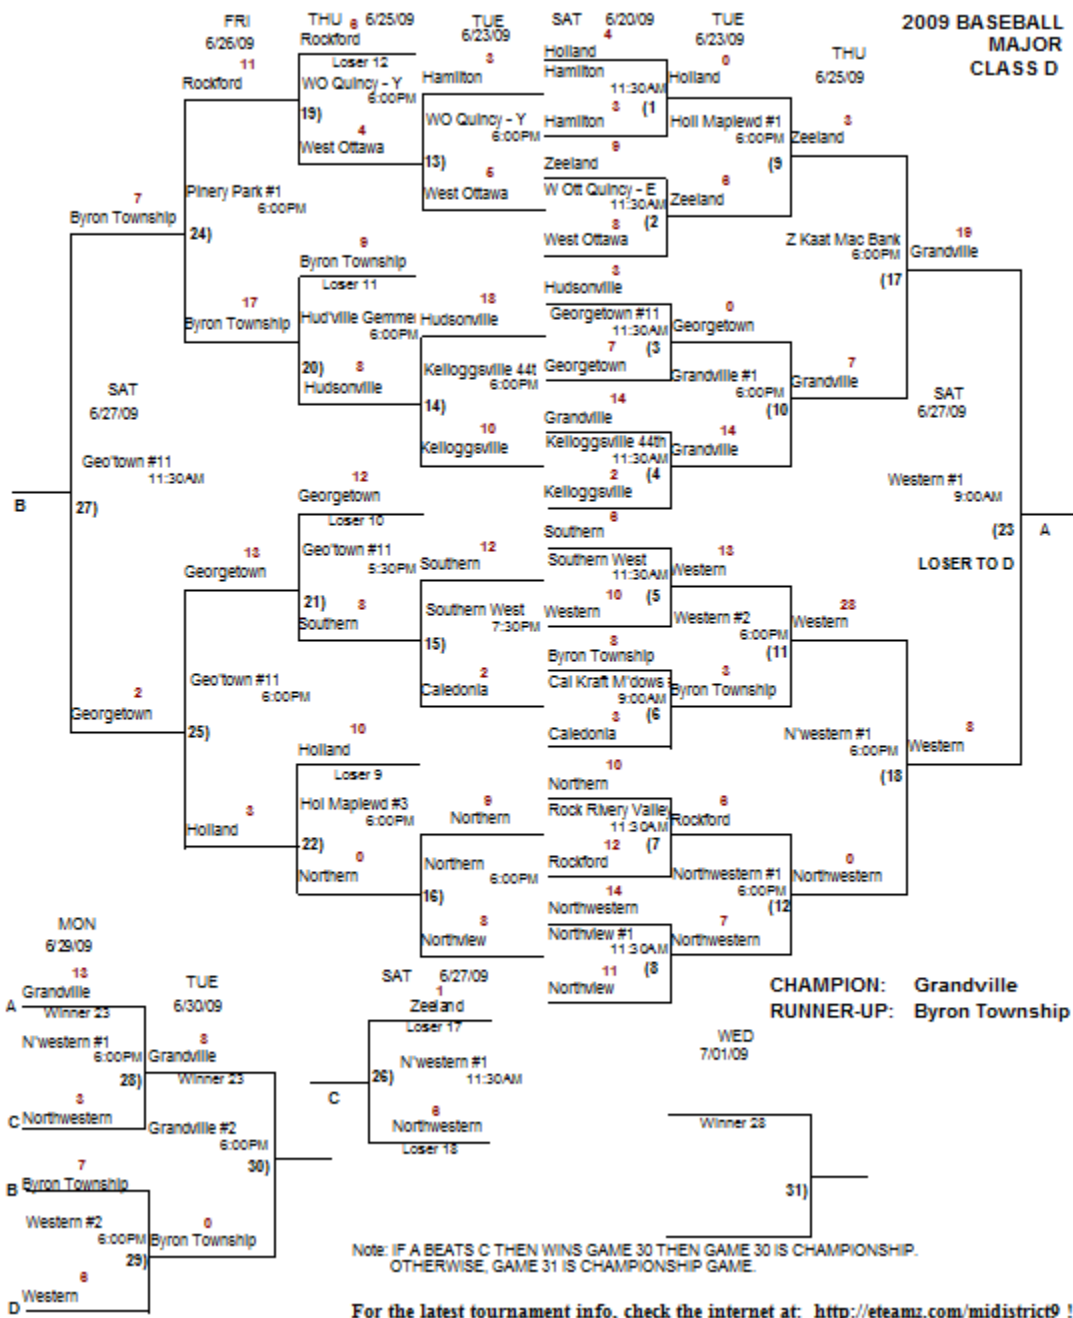 2009 BASEBALL
MAJOR
CLASS D
FRI
6/26/09
THU 6/25/09
TUE
6/23/09
SAT 6/20/09
TUE
6/23/09
THU
6/25/09
11
Rockford
7
Byron Township
Pinery Park #1
6:00PM
24)
17
Byron Township
SAT
6/27/09
Geo'town #11
11:30AM
B
27)
13
Georgetown
2
Georgetown
Geo'town #11
6:00PM
25)
3
Holland
6
Rockford
Loser 12
WO Quincy - Y
6:00PM
19)
4
West Ottawa
9
Byron Township
Loser 11
Hud'ville Gemme
6:00PM
20)
8
Hudsonville
12
Georgetown
Loser 10
Geo'town #11
5:30PM
21)
8
Southern
10
Holland
Loser 9
Hol Maplewd #3
6:00PM
22)
0
Northern
3
Hamilton
WO Quincy - Y
6:00PM
13)
5
West Ottawa
18
Hudsonville
Kelloggsville 44t
6:00PM
14)
10
Kelloggsville
12
Southern
Southern West
7:30PM
15)
2
Caledonia
9
Northern
Northern
6:00PM
16)
8
Northview
4
Holland
Hamilton
11:30AM
(1
3
Hamilton
9
Zeeland
W Ott Quincy - E
11:30AM
(2
8
West Ottawa
3
Hudsonville
Georgetown #11
11:30AM
(3
7
Georgetown
14
Grandville
Kelloggsville 44th
11:30AM
(4
2
Kelloggsville
6
Southern
Southern West
11:30AM
(5
10
Western
8
Byron Township
Cal Kraft M'dows
9:00AM
(6
3
Caledonia
10
Northern
Rock Rivery Valley
11:30AM
(7
12
Rockford
14
Northwestern
Northview #1
11:30AM
(8
11
Northview
0
Holland
Holl Maplewd #1
6:00PM
(9
6
Zeeland
0
Georgetown
Grandville #1
6:00PM
(10
14
Grandville
13
Western
Western #2
6:00PM
(11
3
Byron Township
6
Rockford
Northwestern #1
6:00PM
(12
7
Northwestern
3
Zeeland
Z Kaat Mac Bank
6:00PM
(17
7
Grandville
28
Western
N'western #1
6:00PM
(18
0
Northwestern
19
Grandville
SAT
6/27/09
Western #1
9:00AM
(23
A
LOSER TO D
8
Western
MON
6/29/09
13
A Grandville
Winner 23
N'western #1
6:00PM
28)
3
C Northwestern
7
B Byron Township
Western #2
6:00PM
29)
6
D Western
TUE
6/30/09
8
Grandville
Winner 23
Grandville #2
6:00PM
30)
0
Byron Township
SAT 6/27/09
1
Zeeland
Loser 17
N'western #1
11:30AM
26)
C
6
Northwestern
Loser 18
CHAMPION: Grandville
RUNNER-UP: Byron Township
WED
7/01/09
Winner 28
31)
Note: IF A BEATS C THEN WINS GAME 30 THEN GAME 30 IS CHAMPIONSHIP.
OTHERWISE, GAME 31 IS CHAMPIONSHIP GAME.
For the latest tournament info, check the internet at: http://eteamz.com/midistrict9 !